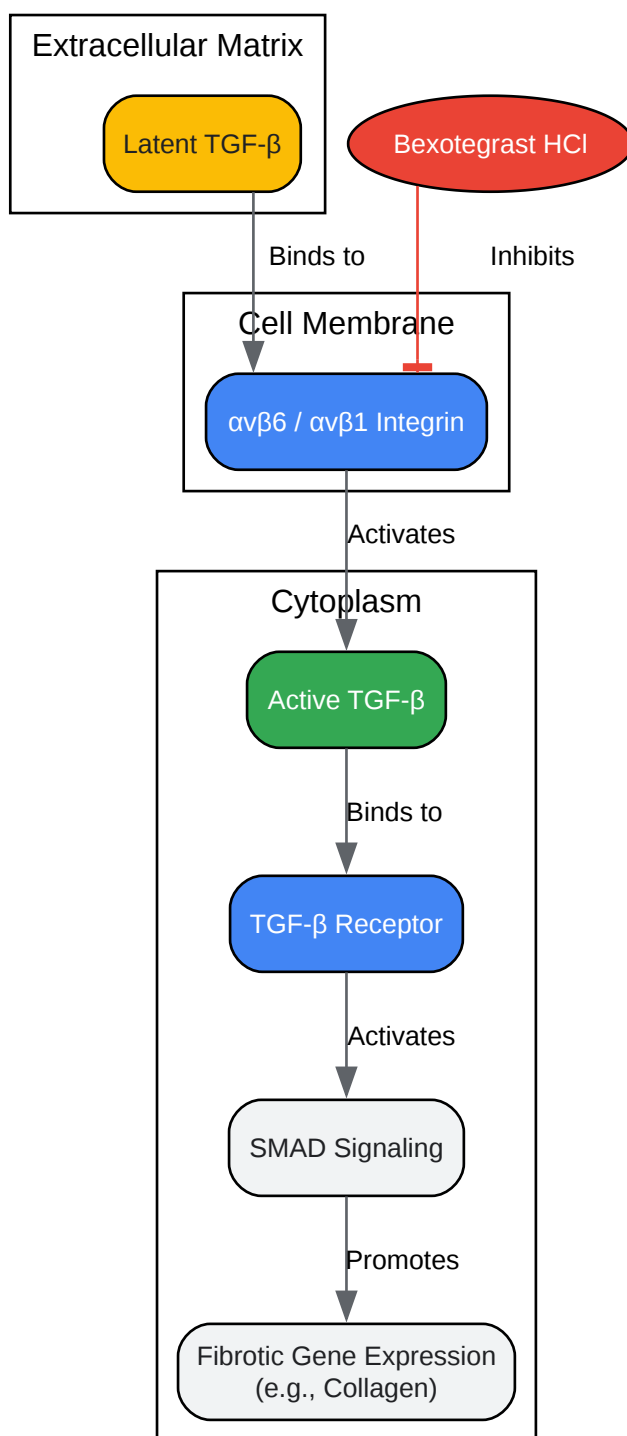 Extracellular Matrix
Latent TGF-β
Bexotegrast HCl
Binds to
Inhibits
Cell Membrane
αvβ6 / αvβ1 Integrin
Activates
Cytoplasm
Active TGF-β
Binds to
TGF-β Receptor
Activates
SMAD Signaling
Promotes
Fibrotic Gene Expression
(e.g., Collagen)